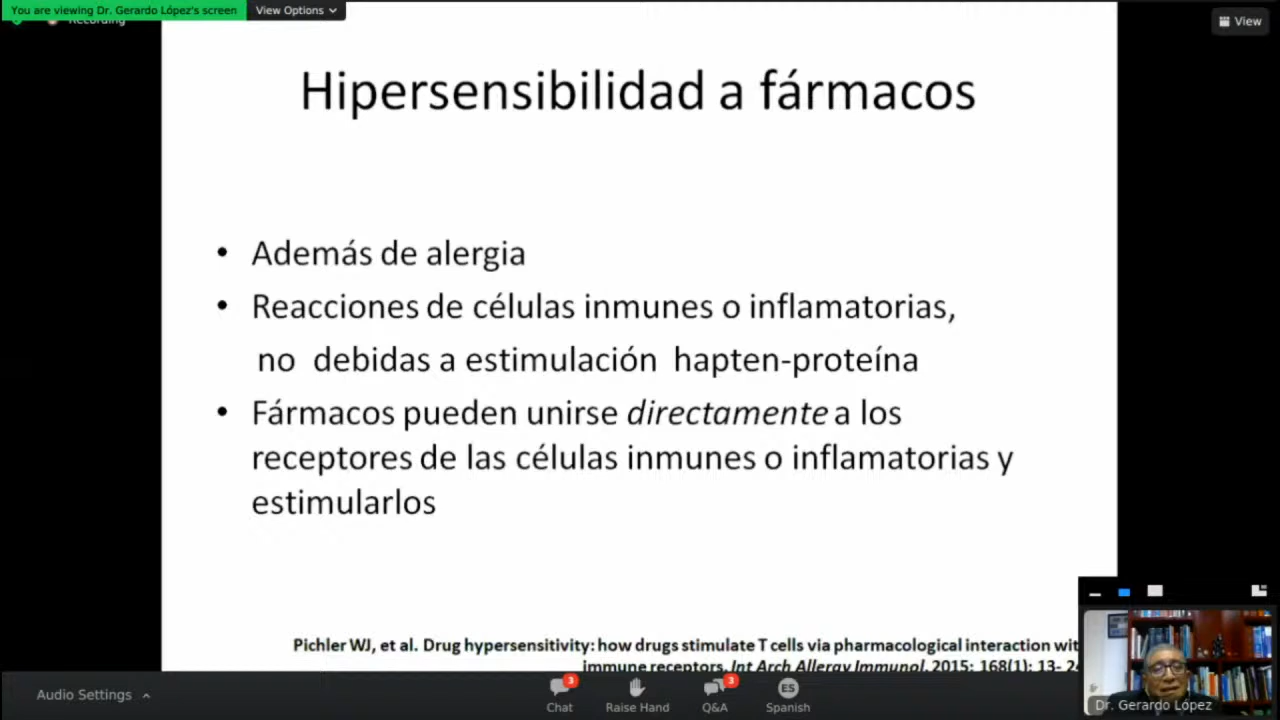 You are viewing Dr. Gerardo López's screen
View Options
Recording
View
Hipersensibilidad a fármacos
• Además de alergia
• Reacciones de células inmunes o inflamatorias,
no debidas a estimulación hapten-proteína
• Fármacos pueden unirse directamente a los
receptores de las células inmunes o inflamatorias y
estimularlos
Pichler WJ, et al. Drug hypersensitivity: how drugs stimulate T cells via pharmacological interaction
immune receptors. Int Arch Allergy Immunol. 2015; 168(1): 13-
Audio Settings
3
Chat
Raise Hand
3
Q&A
ES
Spanish
Dr. Gerardo López